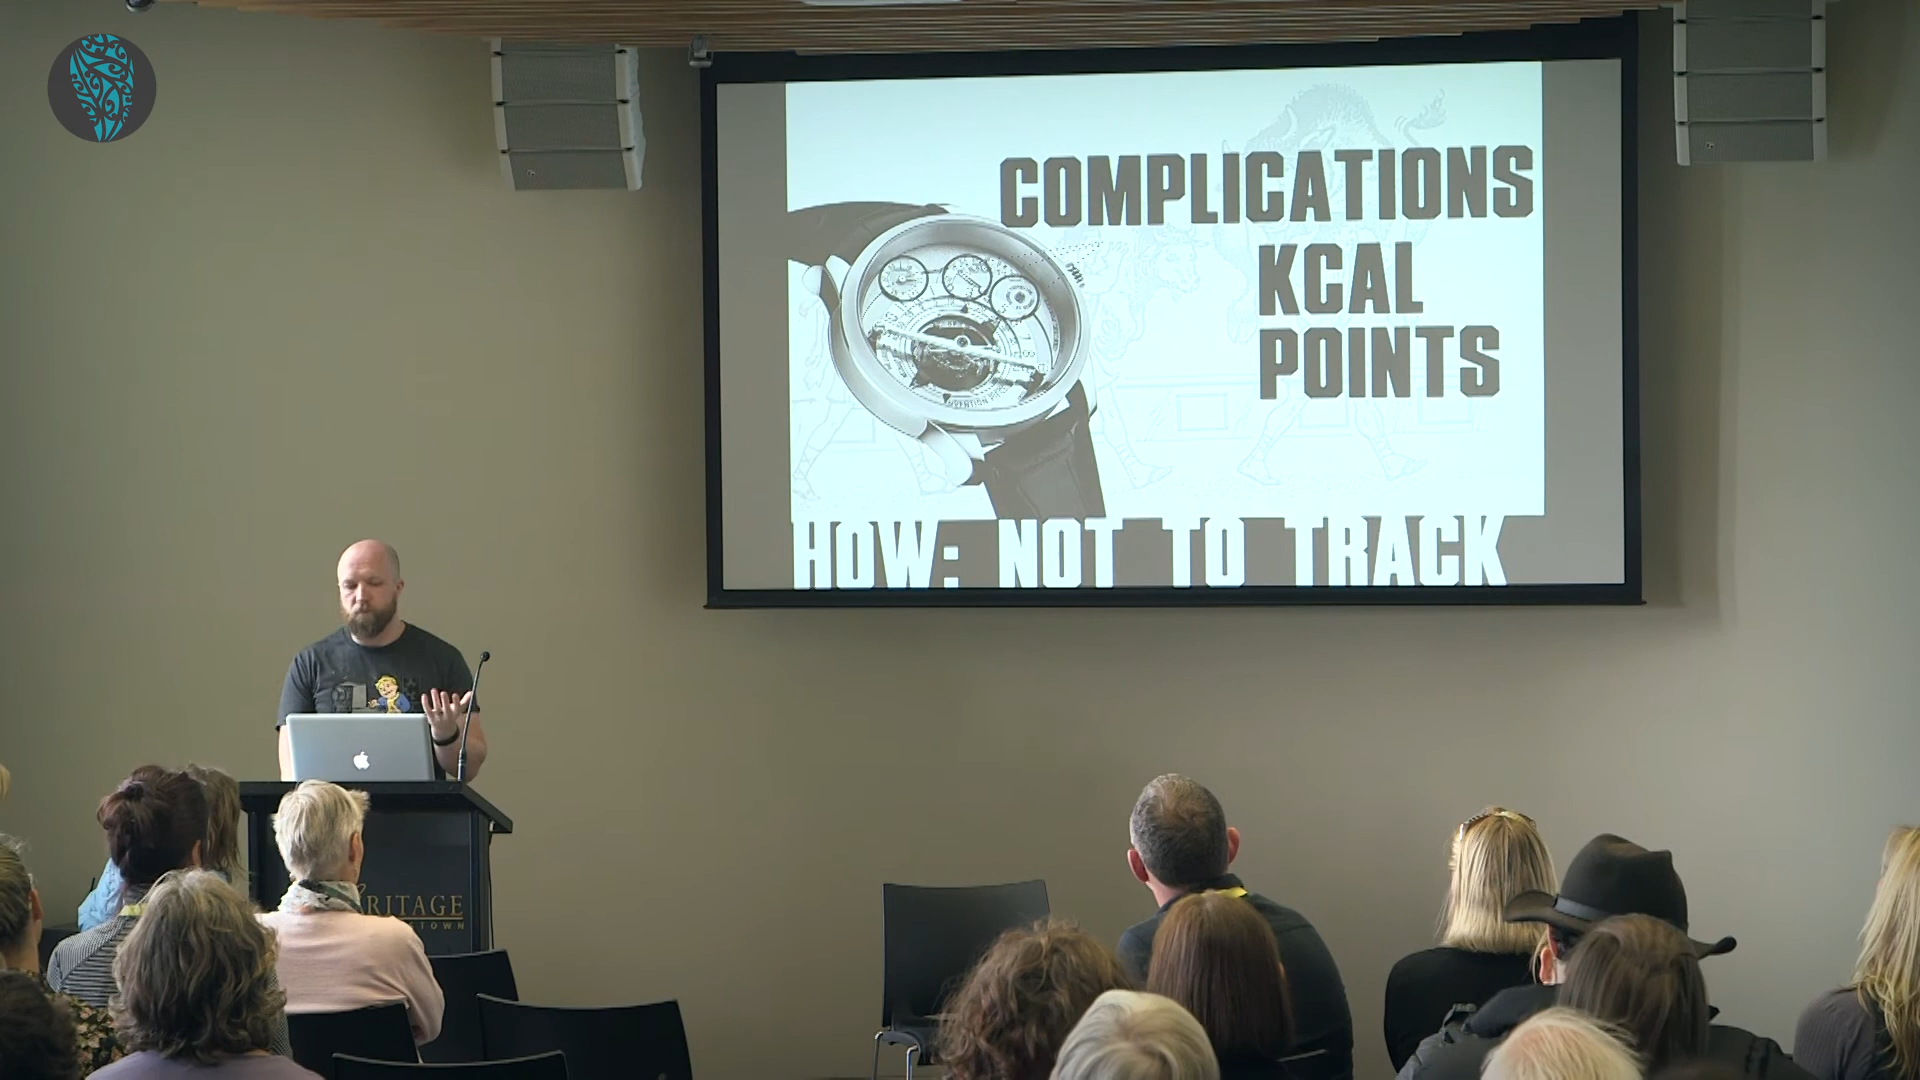 COMPLICATIONS
KCAL
POINTS
HOW: NOT TO TRACK
RITAGE